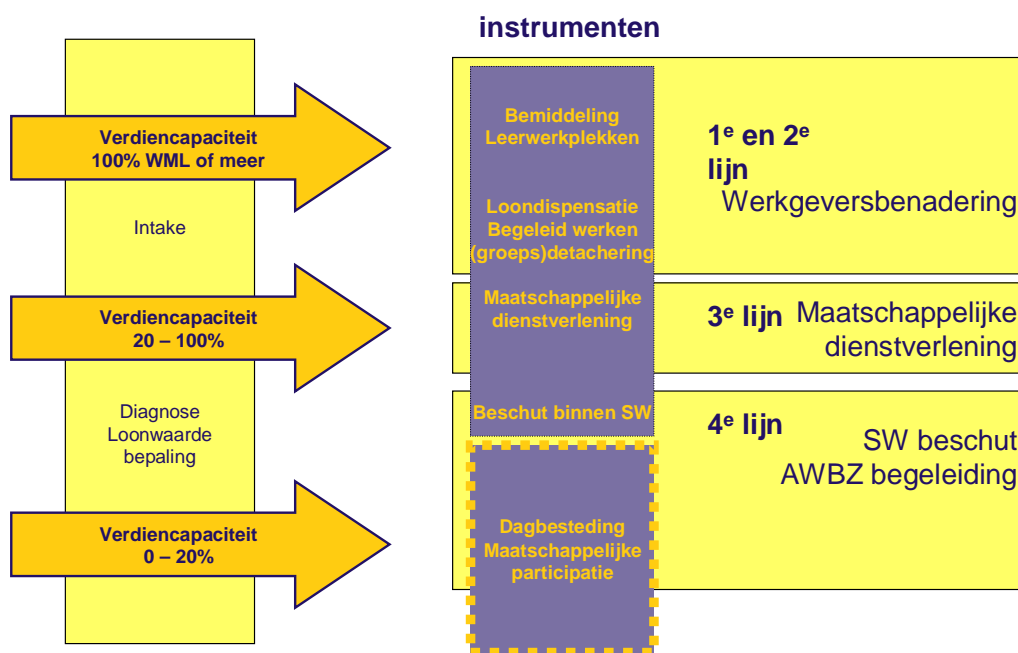 instrumenten
Verdiencapaciteit
100% WML of meer
Intake
Verdiencapaciteit
20 – 100%
Diagnose
Loonwaarde
bepaling
Verdiencapaciteit
0 – 20%
Bemiddeling
Leerwerkplekken
Loondispensatie
Begeleid werken
(groeps)detachering
Maatschappelijke
dienstverlening
Beschut binnen SW
Dagbesteding
Maatschappelijke
participatie
1e en 2e
lijn
Werkgeversbenadering
3e lijn Maatschappelijke
dienstverlening
4e lijn
SW beschut
AWBZ begeleiding